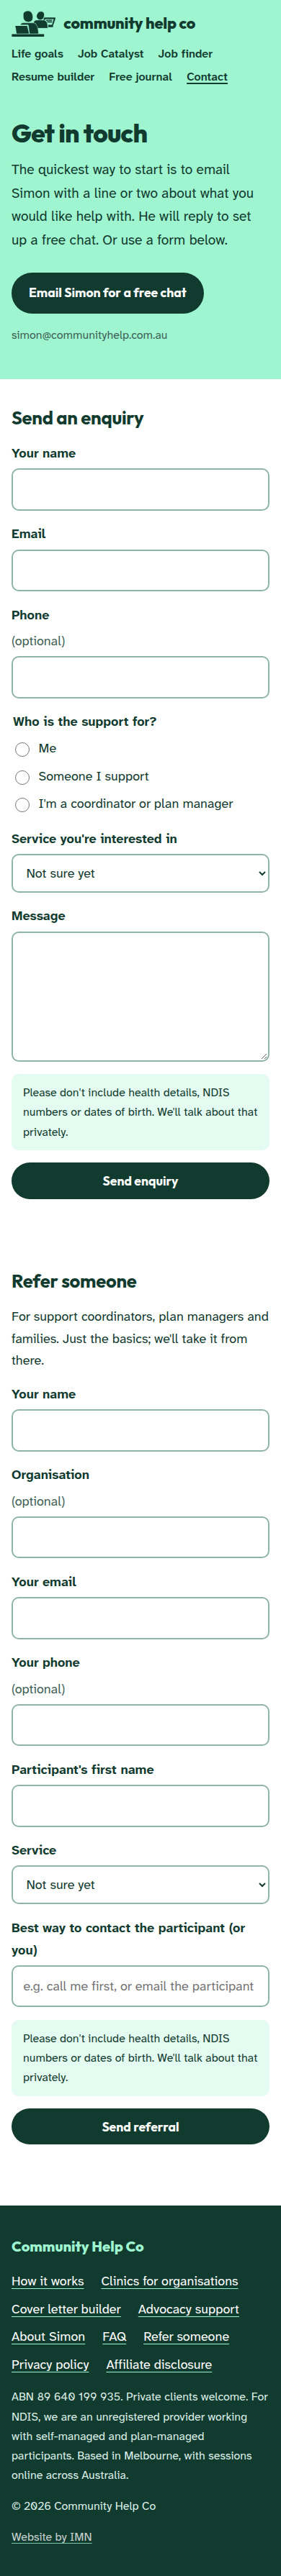 community help co
Life goals Job Catalyst Job finder
Resume builder Free journal Contact
Get in touch
The quickest way to start is to email
Simon with a line or two about what you
would like help with. He will reply to set
up a free chat. Or use a form below.
Email Simon for a free chat
simon@communityhelp.com.au
Send an enquiry
Your name
Email
Phone
(optional)
Who is the support for?
Me
Someone I support
I'm a coordinator or plan manager
Service you're interested in
Not sure yet
Message
Please don't include health details, NDIS
numbers or dates of birth. We'll talk about that
privately.
Send enquiry
Refer someone
For support coordinators, plan managers and
families. Just the basics; we'll take it from
there.
Your name
Organisation
(optional)
Your email
Your phone
(optional)
Participant's first name
Service
Not sure yet
Best way to contact the participant (or
you)
e.g. call me first, or email the participant
Please don't include health details, NDIS
numbers or dates of birth. We'll talk about that
privately.
Send referral
Community Help Co
How it works Clinics for organisations
Cover letter builder Advocacy support
About Simon FAQ Refer someone
Privacy policy Affiliate disclosure
ABN 89 640 199 935. Private clients welcome. For
NDIS, we are an unregistered provider working
with self-managed and plan-managed
participants. Based in Melbourne, with sessions
online across Australia.
© 2026 Community Help Co
Website by IMN